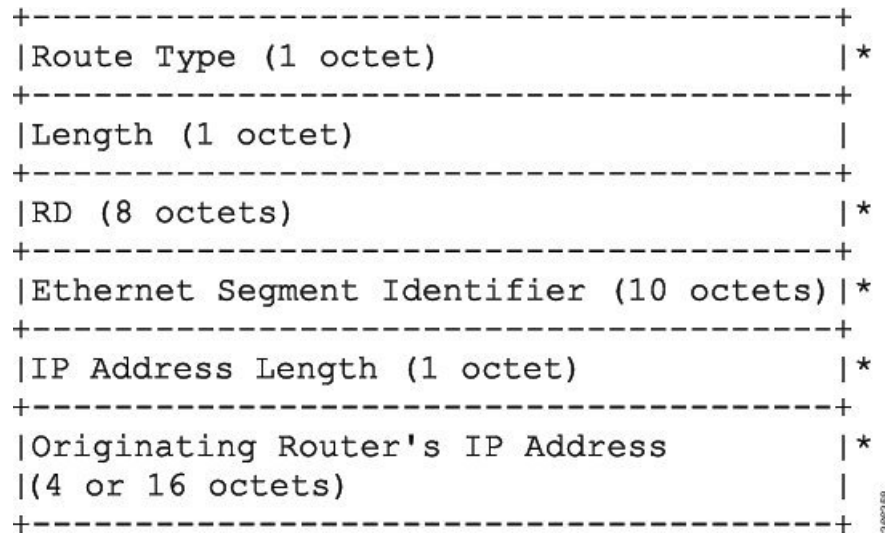 +-------------------------------------+
|Route Type (1 octet) |*
+-------------------------------------+
|Length (1 octet) |
+-------------------------------------+
|RD (8 octets) |*
+-------------------------------------+
|Ethernet Segment Identifier (10 octets)|*
+-------------------------------------+
|IP Address Length (1 octet) |*
+-------------------------------------+
|Originating Router's IP Address |*
|(4 or 16 octets) |
+-------------------------------------+